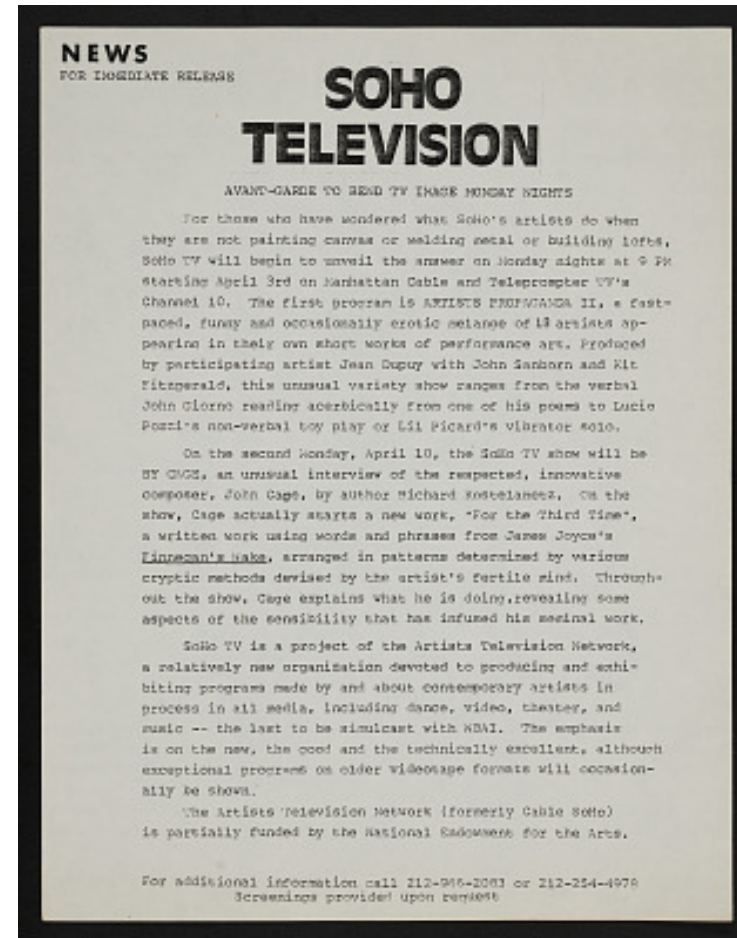 NEWS
FOR IMMEDIATE RELEASE
SOHO
TELEVISION
AVANT-GARDE TO BEND TV IMAGE MONDAY NIGHTS
For those who have wondered what SoHo's artists do when
they are not painting canvas or welding metal or building lofts,
SoHo TV will begin to unveil the answer on Monday nights at 9 PM
starting April 3rd on Manhattan Cable and Teleprompter TV's
Channel 10. The first program is ARTISTS PROPAGANDA II, a fast-
paced, funny and occasionally erotic melange of artists ap-
pearing in their own short works of performance art. Produced
by participating artist Jean Dupuy with John Sanborn and Kit
Fitzgerald, this unusual variety show ranges from the verbal
John Giorno reading acerbically from one of his poems to Lucio
Pozzi's non-verbal toy play or Lil Picard's vibrator solo.
On the second Monday, April 10, the SoHo TV show will be
BY CAGE, an unusual interview of the respected, innovative
composer, John Cage, by author Richard Kostelanetz. On the
show, Cage actually starts a new work, "For the Third Time",
a written work using words and phrases from James Joyce's
Finnegan's Wake, arranged in patterns determined by various
cryptic methods devised by the artist's fertile mind. Through-
out the show, Cage explains what he is doing, revealing some
aspects of the sensibility that has infused his seminal work.
SoHo TV is a project of the Artists Television Network,
a relatively new organization devoted to producing and exhi-
biting programs made by and about contemporary artists in
process in all media, including dance, video, theater, and
music -- the last to be simulcast with WBAI. The emphasis
is on the new, the good and the technically excellent, although
exceptional programs on older videotape formats will occasion-
ally be shown.
The Artists Television Network (formerly Cable SoHo)
is partially funded by the National Endowment for the Arts.
For additional information call or 212-254-4978
Screenings provided upon request